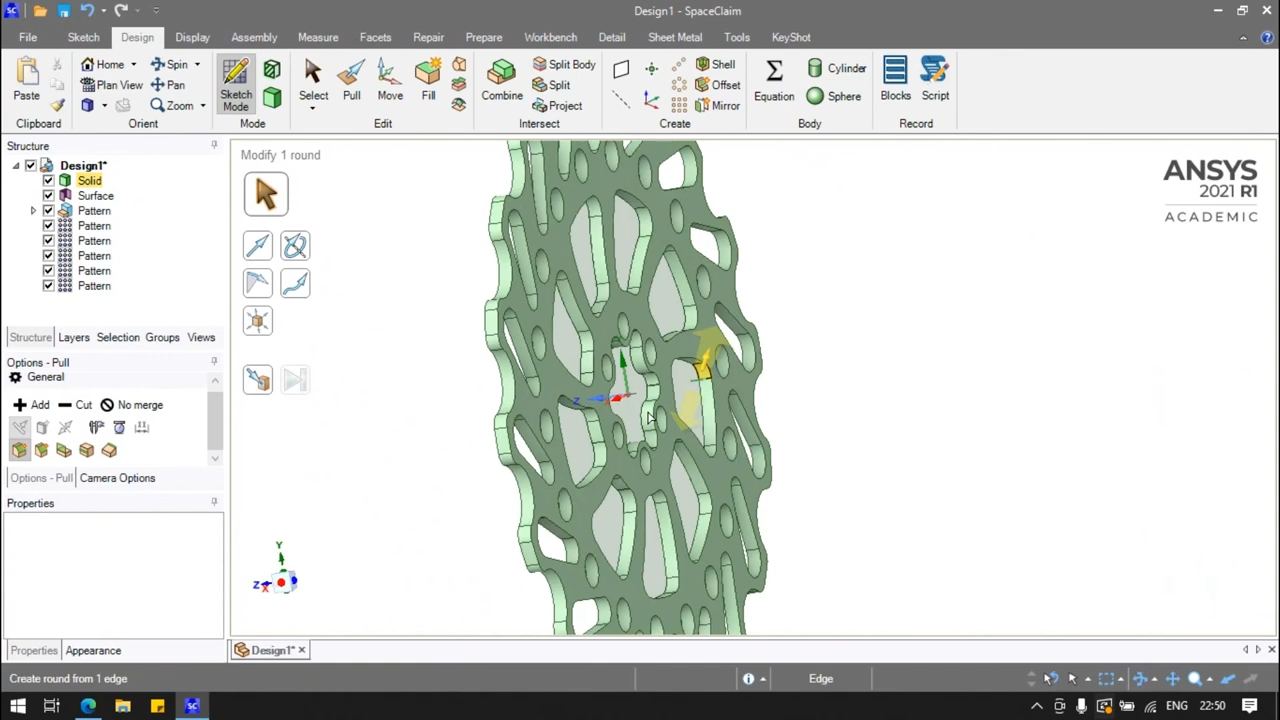 Design1 - SpaceClaim
File Sketch Design Display Assembly Measure Facets Repair Prepare Workbench Detail Sheet Metal Tools KeyShot
Home Spin Plan View Pan Zoom
Paste Sketch Mode Select Pull Move Fill Combine Split Body Split Project Shell Offset Mirror Equation Cylinder Sphere Blocks Script
Clipboard Orient Mode Edit Intersect Create Body Record
Structure
Design1*
Solid
Surface
Pattern
Pattern
Pattern
Pattern
Pattern
Pattern
Structure Layers Selection Groups Views
Options - Pull
General
Add Cut No merge
Options - Pull Camera Options
Properties
Properties Appearance
Modify 1 round
ANSYS
2021 R1
ACADEMIC
Z
Y
Z
X
Design1*
Create round from 1 edge Edge
SC ENG 22:50